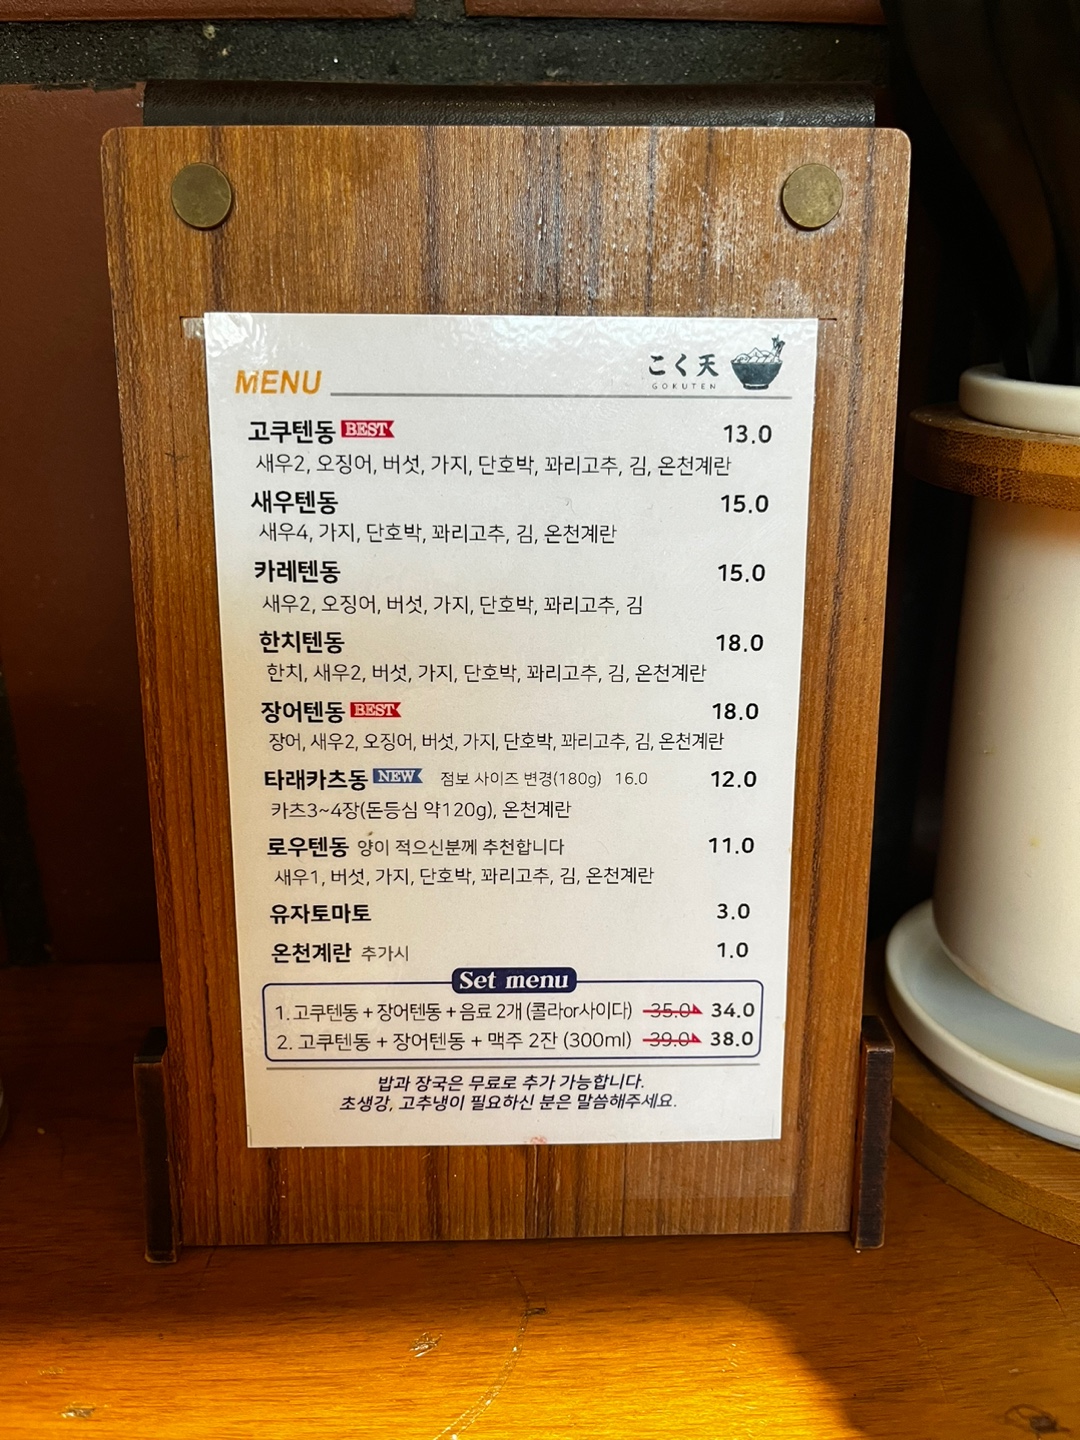 MENU
こく天
GOKUTEN
고쿠텐동 BEST 13.0
새우2, 오징어, 버섯, 가지, 단호박, 꽈리고추, 김, 온천계란
새우텐동 15.0
새우4, 가지, 단호박, 꽈리고추, 김, 온천계란
카레텐동 15.0
새우2, 오징어, 버섯, 가지, 단호박, 꽈리고추, 김
한치텐동 18.0
한치, 새우2, 버섯, 가지, 단호박, 꽈리고추, 김, 온천계란
장어텐동 BEST 18.0
장어, 새우2, 오징어, 버섯, 가지, 단호박, 꽈리고추, 김, 온천계란
타래카츠동 NEW 점보 사이즈 변경(180g) 16.0 12.0
카츠3~4장(돈등심 약120g), 온천계란
로우텐동 양이 적으신분께 추천합니다 11.0
새우1, 버섯, 가지, 단호박, 꽈리고추, 김, 온천계란
유자토마토 3.0
온천계란 추가시 1.0
Set menu
1. 고쿠텐동 + 장어텐동 + 음료 2개 (콜라or사이다) 35.0 34.0
2. 고쿠텐동 + 장어텐동 + 맥주 2잔 (300ml) 39.0 38.0
밥과 장국은 무료로 추가 가능합니다.
초생강, 고추냉이 필요하신 분은 말씀해주세요.